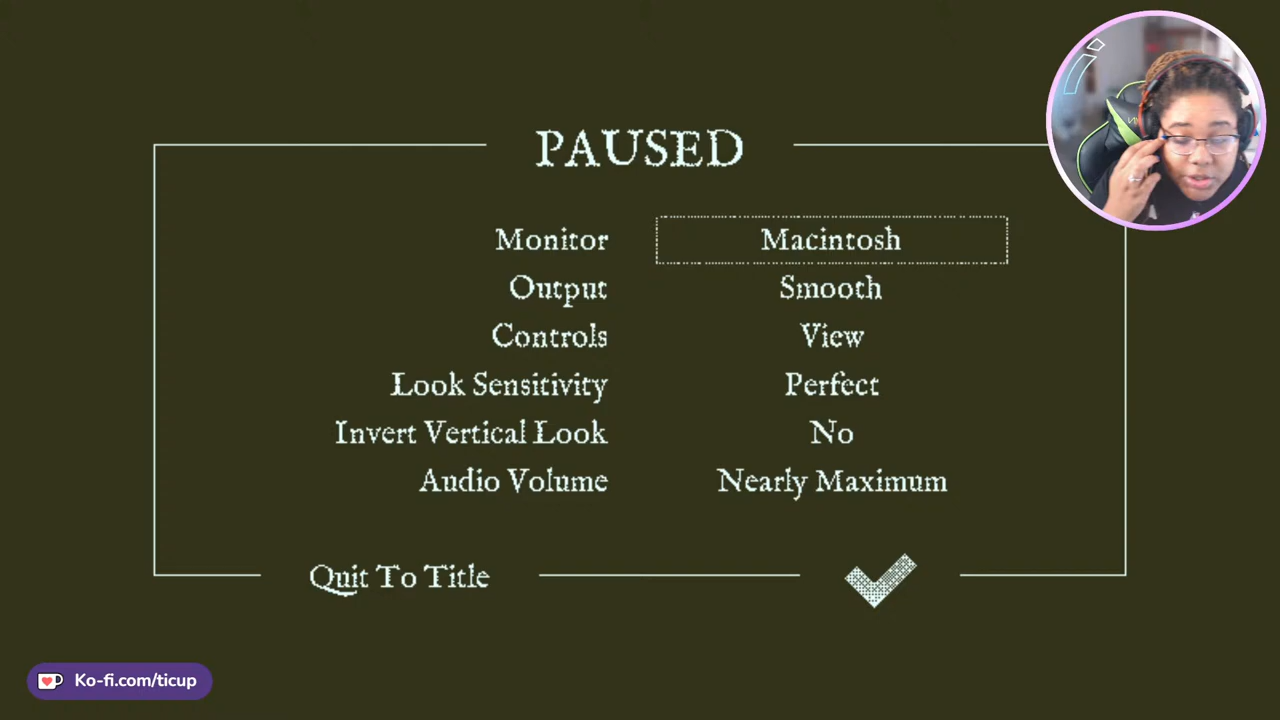 PAUSED
Monitor Macintosh
Output Smooth
Controls View
Look Sensitivity Perfect
Invert Vertical Look No
Audio Volume Nearly Maximum
Quit To Title
Ko-fi.com/ticup